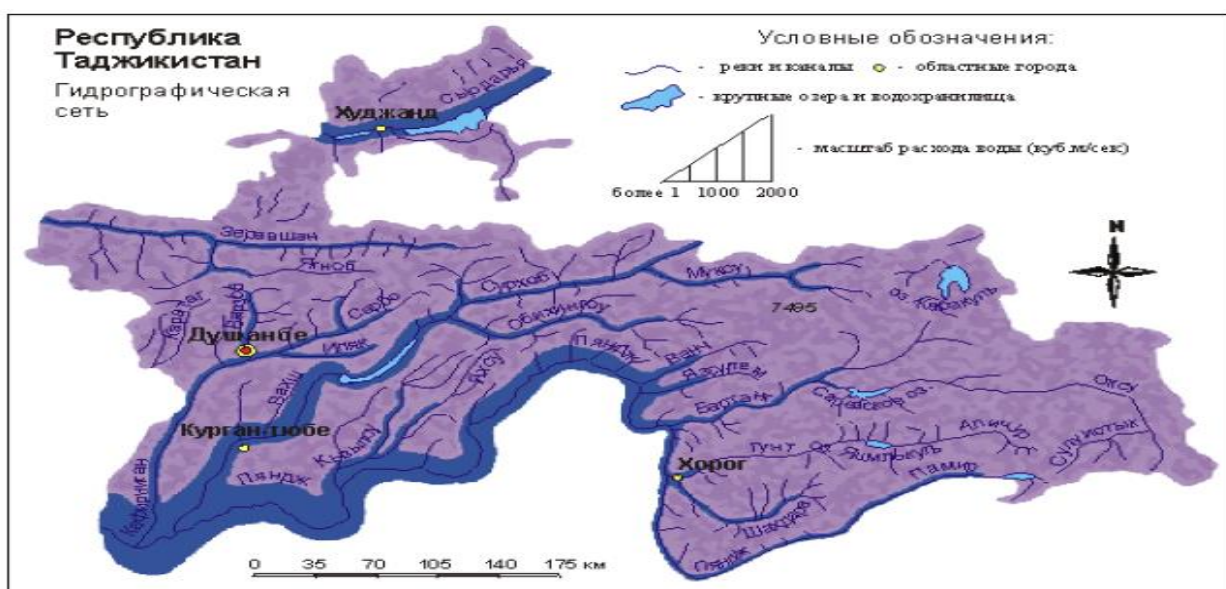 Республика
Таджикистан
Гидрографическая
сеть
Условные обозначения:
- реки и каналы
- областные города
- крупные озера и водохранилища
- масштаб расхода воды (куб.м/сек)
более 1 1000 2000
N
Сырдарья
Худжанд
Зеравшан
Ягноб
Каратаг
Варзоб
Сарбо
Сурхоб
Муксу
оз. Каракуль
7495
Душанбе
Иляк
Обихингоу
Пяндж
Ванч
Язгулем
Бартанг
Сарезское оз.
Оксу
Вахш
Яхсу
Кызылсу
Курган-тюбе
Пяндж
Кафирниган
Гунт
Оз. Яшилькуль
Аличур
Сулуистык
Хорог
Памир
Шахдара
Пяндж
0 35 70 105 140 175 км